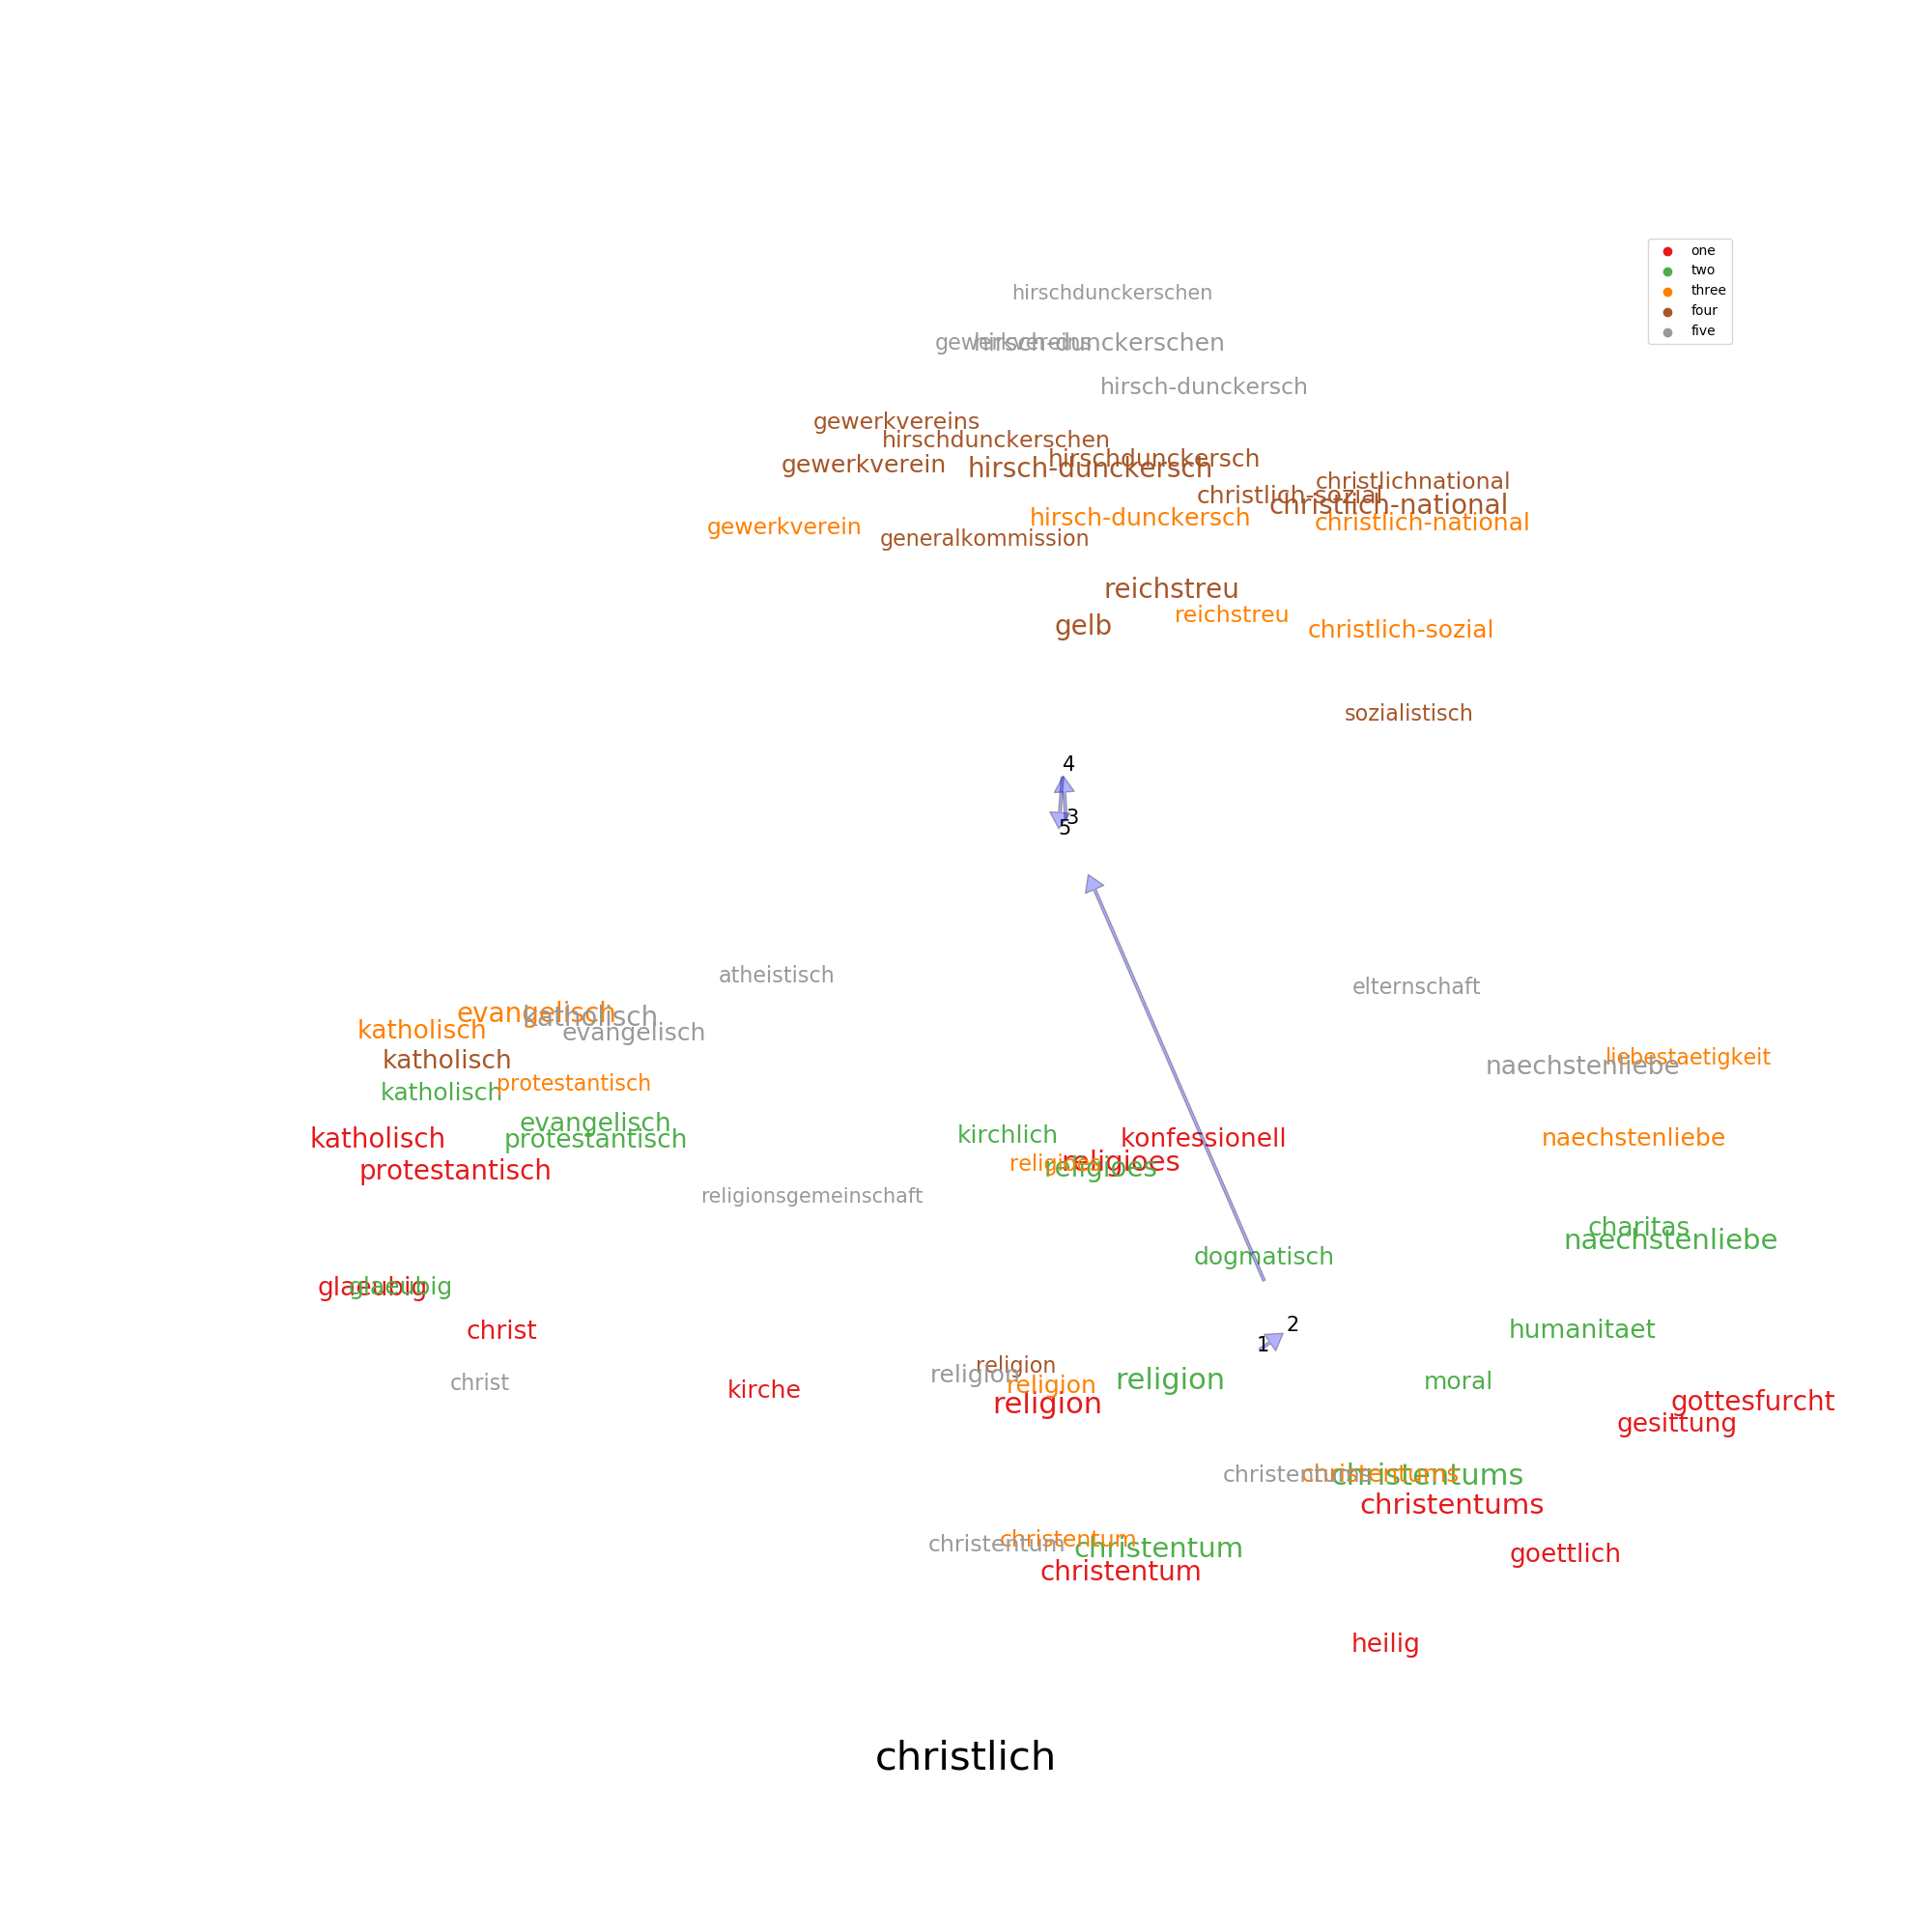 one
two
three
four
five
hirschdunckerschen
gewerkvereins
hirsch-dunckerschen
hirsch-dunckersch
gewerkvereins
hirschdunckerschen
hirschdunckersch
gewerkverein
hirsch-dunckersch
christlichnational
christlich-sozial
christlich-national
hirsch-dunckersch
christlich-national
gewerkverein
generalkommission
reichstreu
reichstreu
gelb
christlich-sozial
sozialistisch
4
3
5
atheistisch
elternschaft
evangelisch
katholisch
katholisch
evangelisch
katholisch
naechstenliebe
liebestaetigkeit
protestantisch
katholisch
evangelisch
kirchlich
katholisch
protestantisch
konfessionell
naechstenliebe
protestantisch
religioes
religioes
religioes
religionsgemeinschaft
charitas
naechstenliebe
dogmatisch
glaeubig
glaeubig
christ
2
humanitaet
1
religion
religion
christ
religion
religion
moral
kirche
religion
gottesfurcht
gesittung
christentums
christentums
christentums
christentums
christentum
christentum
christentum
goettlich
christentum
heilig
christlich